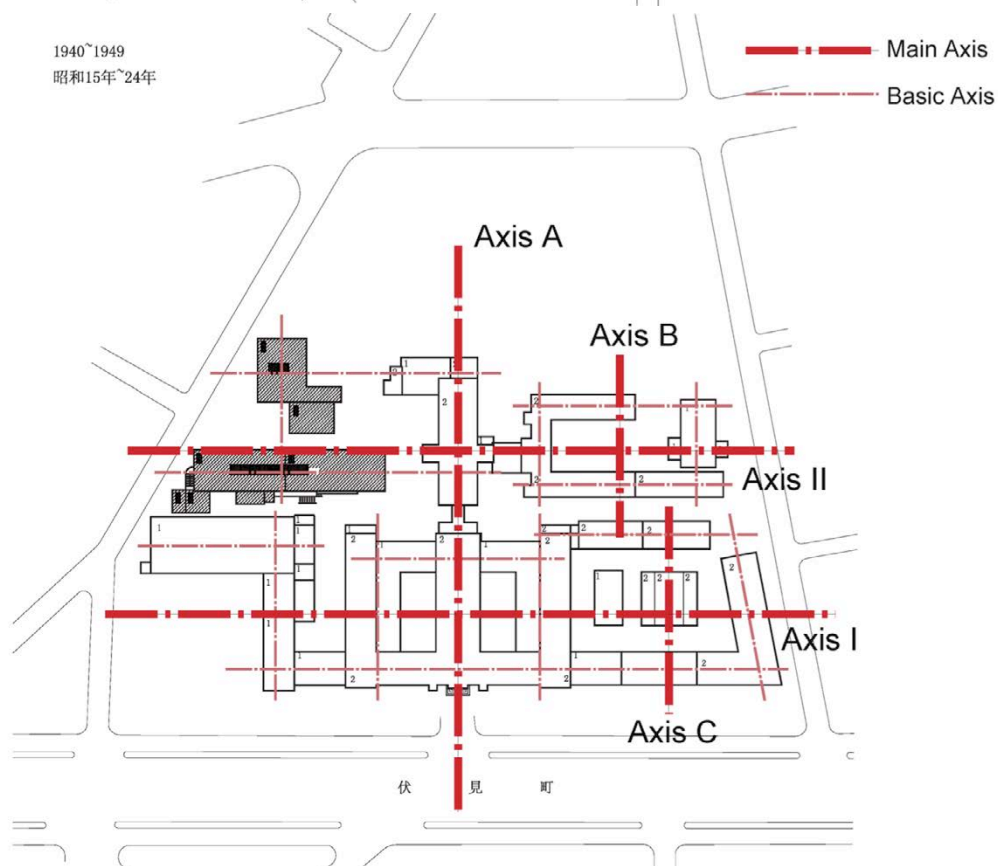 1940~1949
昭和15年~24年
Main Axis
Basic Axis
Axis A
Axis B
Axis II
Axis I
Axis C
伏見町